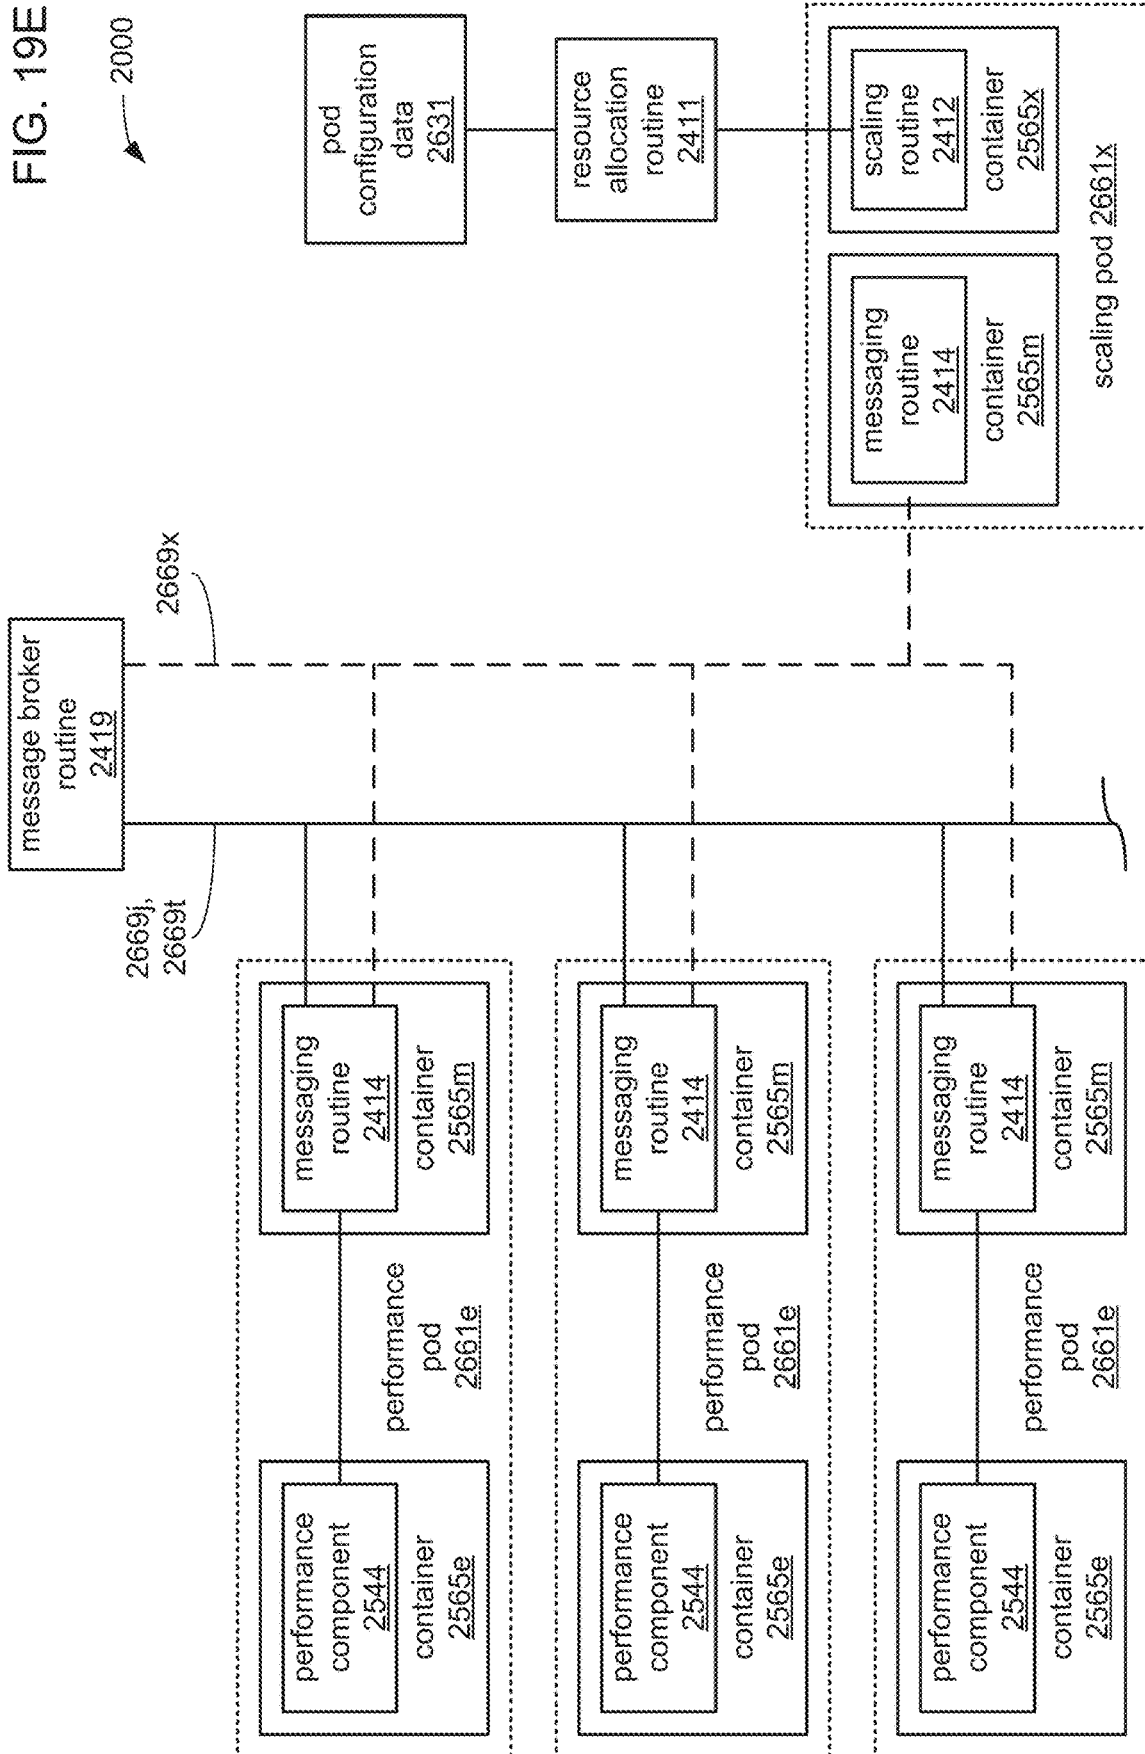 FIG. 19E
2000
message broker
routine
2419
2669j,
2669t
2669x
pod
configuration
data
2631
resource
allocation
routine
2411
performance
component
2544
container
2565e
performance
pod
2661e
messaging
routine
2414
container
2565m
performance
component
2544
container
2565e
performance
pod
2661e
messaging
routine
2414
container
2565m
performance
component
2544
container
2565e
performance
pod
2661e
messaging
routine
2414
container
2565m
messaging
routine
2414
container
2565m
scaling
routine
2412
container
2565x
scaling pod 2661x